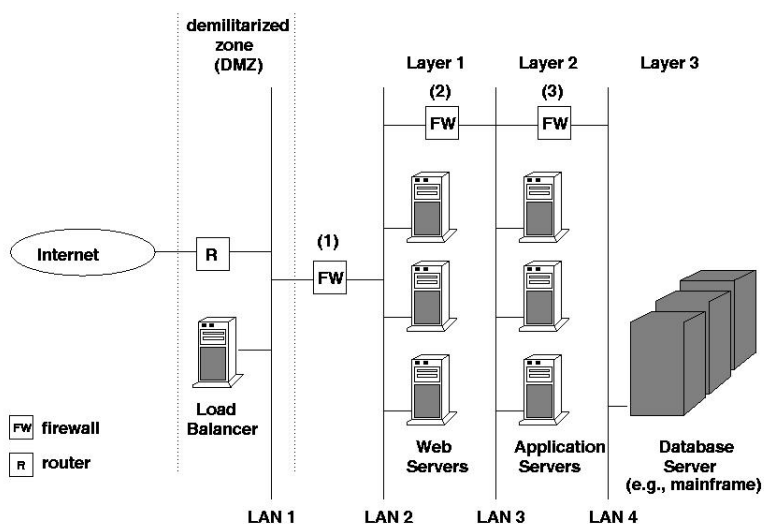 demilitarized
zone
(DMZ)
Layer 1
Layer 2
Layer 3
(2)
(3)
FW
FW
Internet
R
(1)
FW
Load
Balancer
FW firewall
R router
Web
Servers
Application
Servers
Database
Server
(e.g., mainframe)
LAN 1
LAN 2
LAN 3
LAN 4